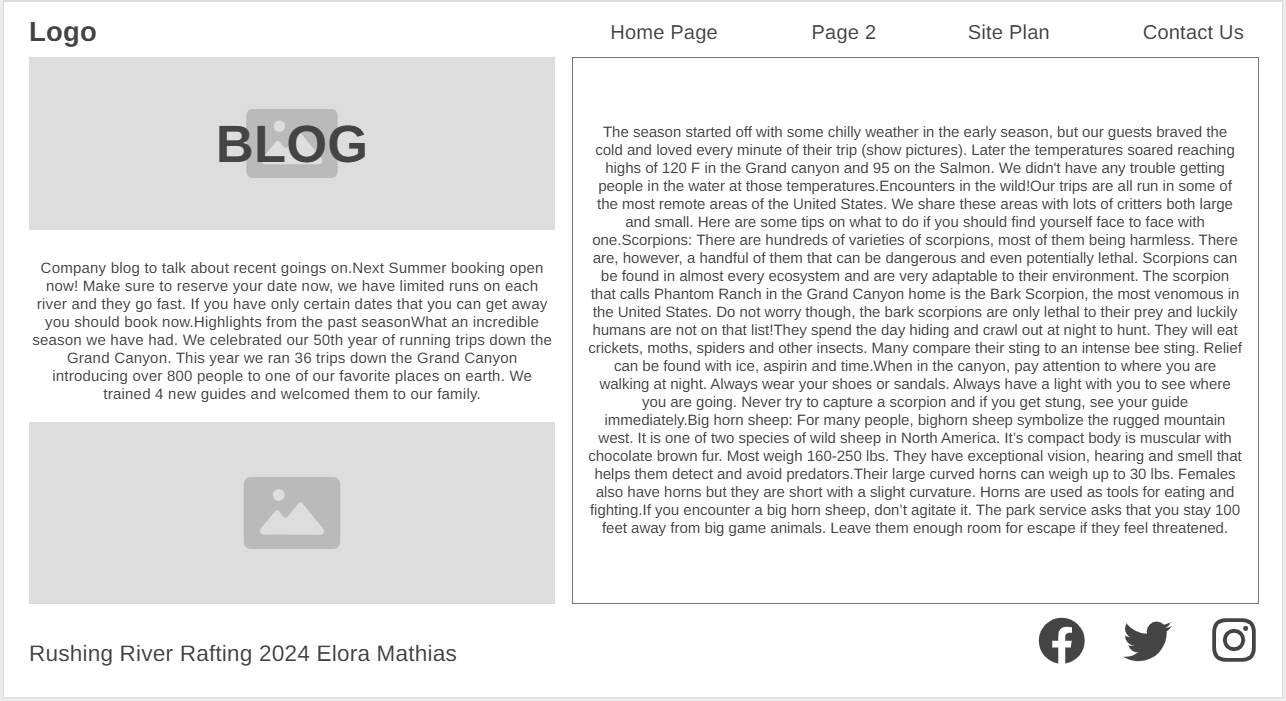 Logo
Home Page
Page 2
Site Plan
Contact Us
BLOG
Company blog to talk about recent goings on.Next Summer booking open
now! Make sure to reserve your date now, we have limited runs on each
river and they go fast. If you have only certain dates that you can get away
you should book now.Highlights from the past seasonWhat an incredible
season we have had. We celebrated our 50th year of running trips down the
Grand Canyon. This year we ran 36 trips down the Grand Canyon
introducing over 800 people to one of our favorite places on earth. We
trained 4 new guides and welcomed them to our family.
The season started off with some chilly weather in the early season, but our guests braved the
cold and loved every minute of their trip (show pictures). Later the temperatures soared reaching
highs of 120 F in the Grand canyon and 95 on the Salmon. We didn't have any trouble getting
people in the water at those temperatures.Encounters in the wild!Our trips are all run in some of
the most remote areas of the United States. We share these areas with lots of critters both large
and small. Here are some tips on what to do if you should find yourself face to face with
one.Scorpions: There are hundreds of varieties of scorpions, most of them being harmless. There
are, however, a handful of them that can be dangerous and even potentially lethal. Scorpions can
be found in almost every ecosystem and are very adaptable to their environment. The scorpion
that calls Phantom Ranch in the Grand Canyon home is the Bark Scorpion, the most venomous in
the United States. Do not worry though, the bark scorpions are only lethal to their prey and luckily
humans are not on that list!They spend the day hiding and crawl out at night to hunt. They will eat
crickets, moths, spiders and other insects. Many compare their sting to an intense bee sting. Relief
can be found with ice, aspirin and time.When in the canyon, pay attention to where you are
walking at night. Always wear your shoes or sandals. Always have a light with you to see where
you are going. Never try to capture a scorpion and if you get stung, see your guide
immediately.Big horn sheep: For many people, bighorn sheep symbolize the rugged mountain
west. It is one of two species of wild sheep in North America. It’s compact body is muscular with
chocolate brown fur. Most weigh 160-250 lbs. They have exceptional vision, hearing and smell that
helps them detect and avoid predators.Their large curved horns can weigh up to 30 lbs. Females
also have horns but they are short with a slight curvature. Horns are used as tools for eating and
fighting.If you encounter a big horn sheep, don’t agitate it. The park service asks that you stay 100
feet away from big game animals. Leave them enough room for escape if they feel threatened.
Rushing River Rafting 2024 Elora Mathias